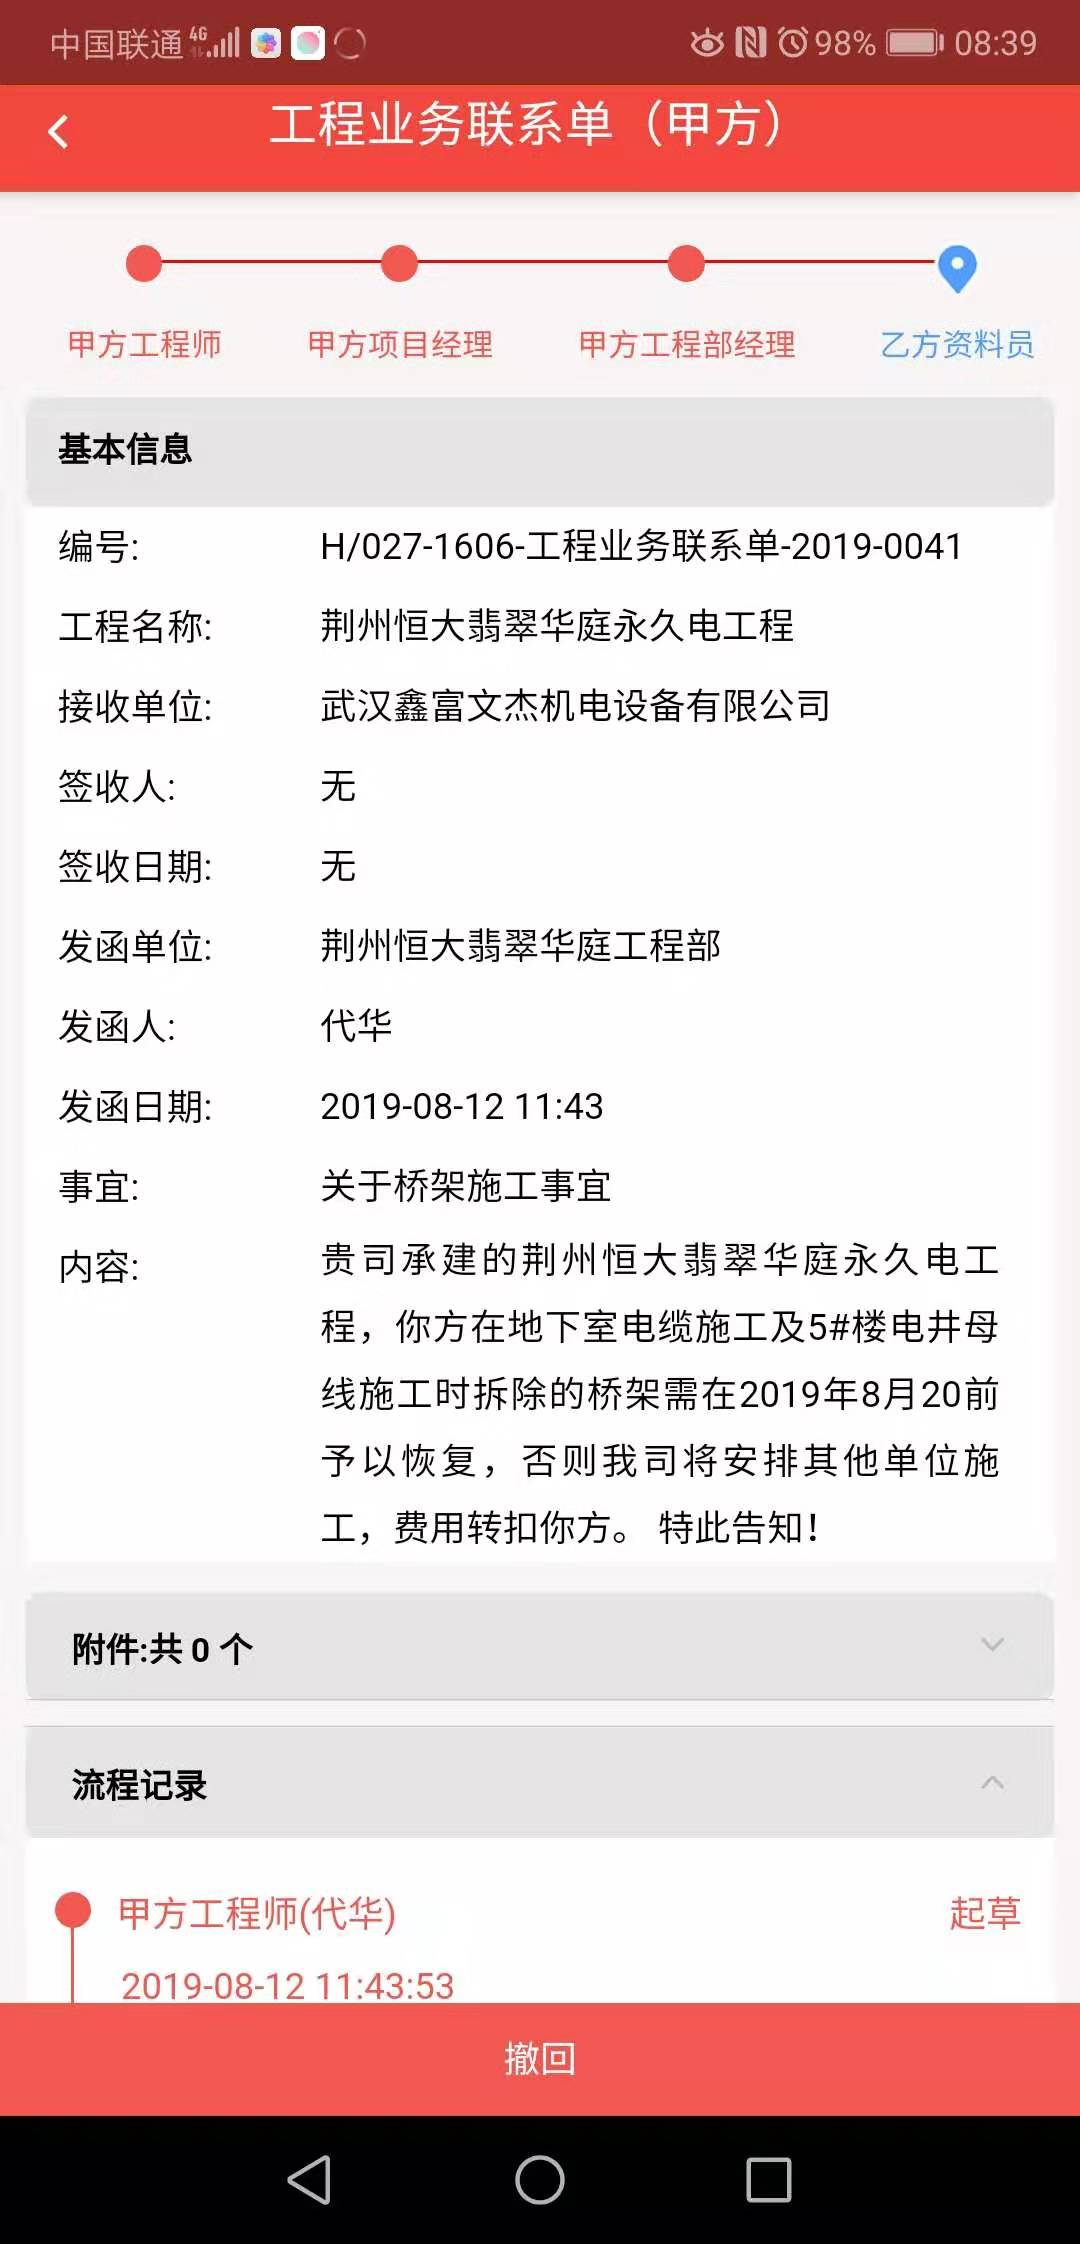 中国联通 4G 98% 08:39
工程业务联系单（甲方）
甲方工程师 甲方项目经理 甲方工程部经理 乙方资料员
基本信息
编号: H/027-1606-工程业务联系单-2019-0041
工程名称: 荆州恒大翡翠华庭永久电工程
接收单位: 武汉鑫富文杰机电设备有限公司
签收人: 无
签收日期: 无
发函单位: 荆州恒大翡翠华庭工程部
发函人: 代华
发函日期: 2019-08-12 11:43
事宜: 关于桥架施工事宜
内容: 贵司承建的荆州恒大翡翠华庭永久电工
程，你方在地下室电缆施工及5#楼电井母
线施工时拆除的桥架需在2019年8月20前
予以恢复，否则我司将安排其他单位施
工，费用转扣你方。 特此告知！
附件:共 0 个
流程记录
甲方工程师(代华) 起草
2019-08-12 11:43:53
撤回